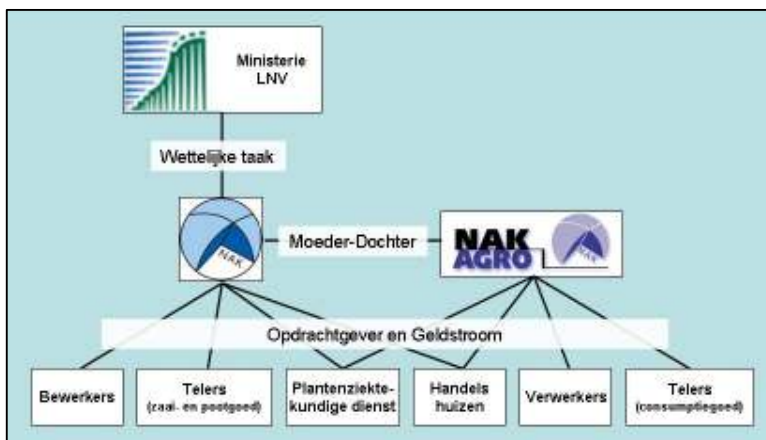 Ministerie
LNV
Wettelijke taak
NAK
Moeder-Dochter
NAK
AGRO
NAK
Opdrachtgever en Geldstroom
Bewerkers
Telers
(zaai- en pootgoed)
Plantenziekte-
kundige dienst
Handels
huizen
Verwerkers
Telers
(consumptiegoed)